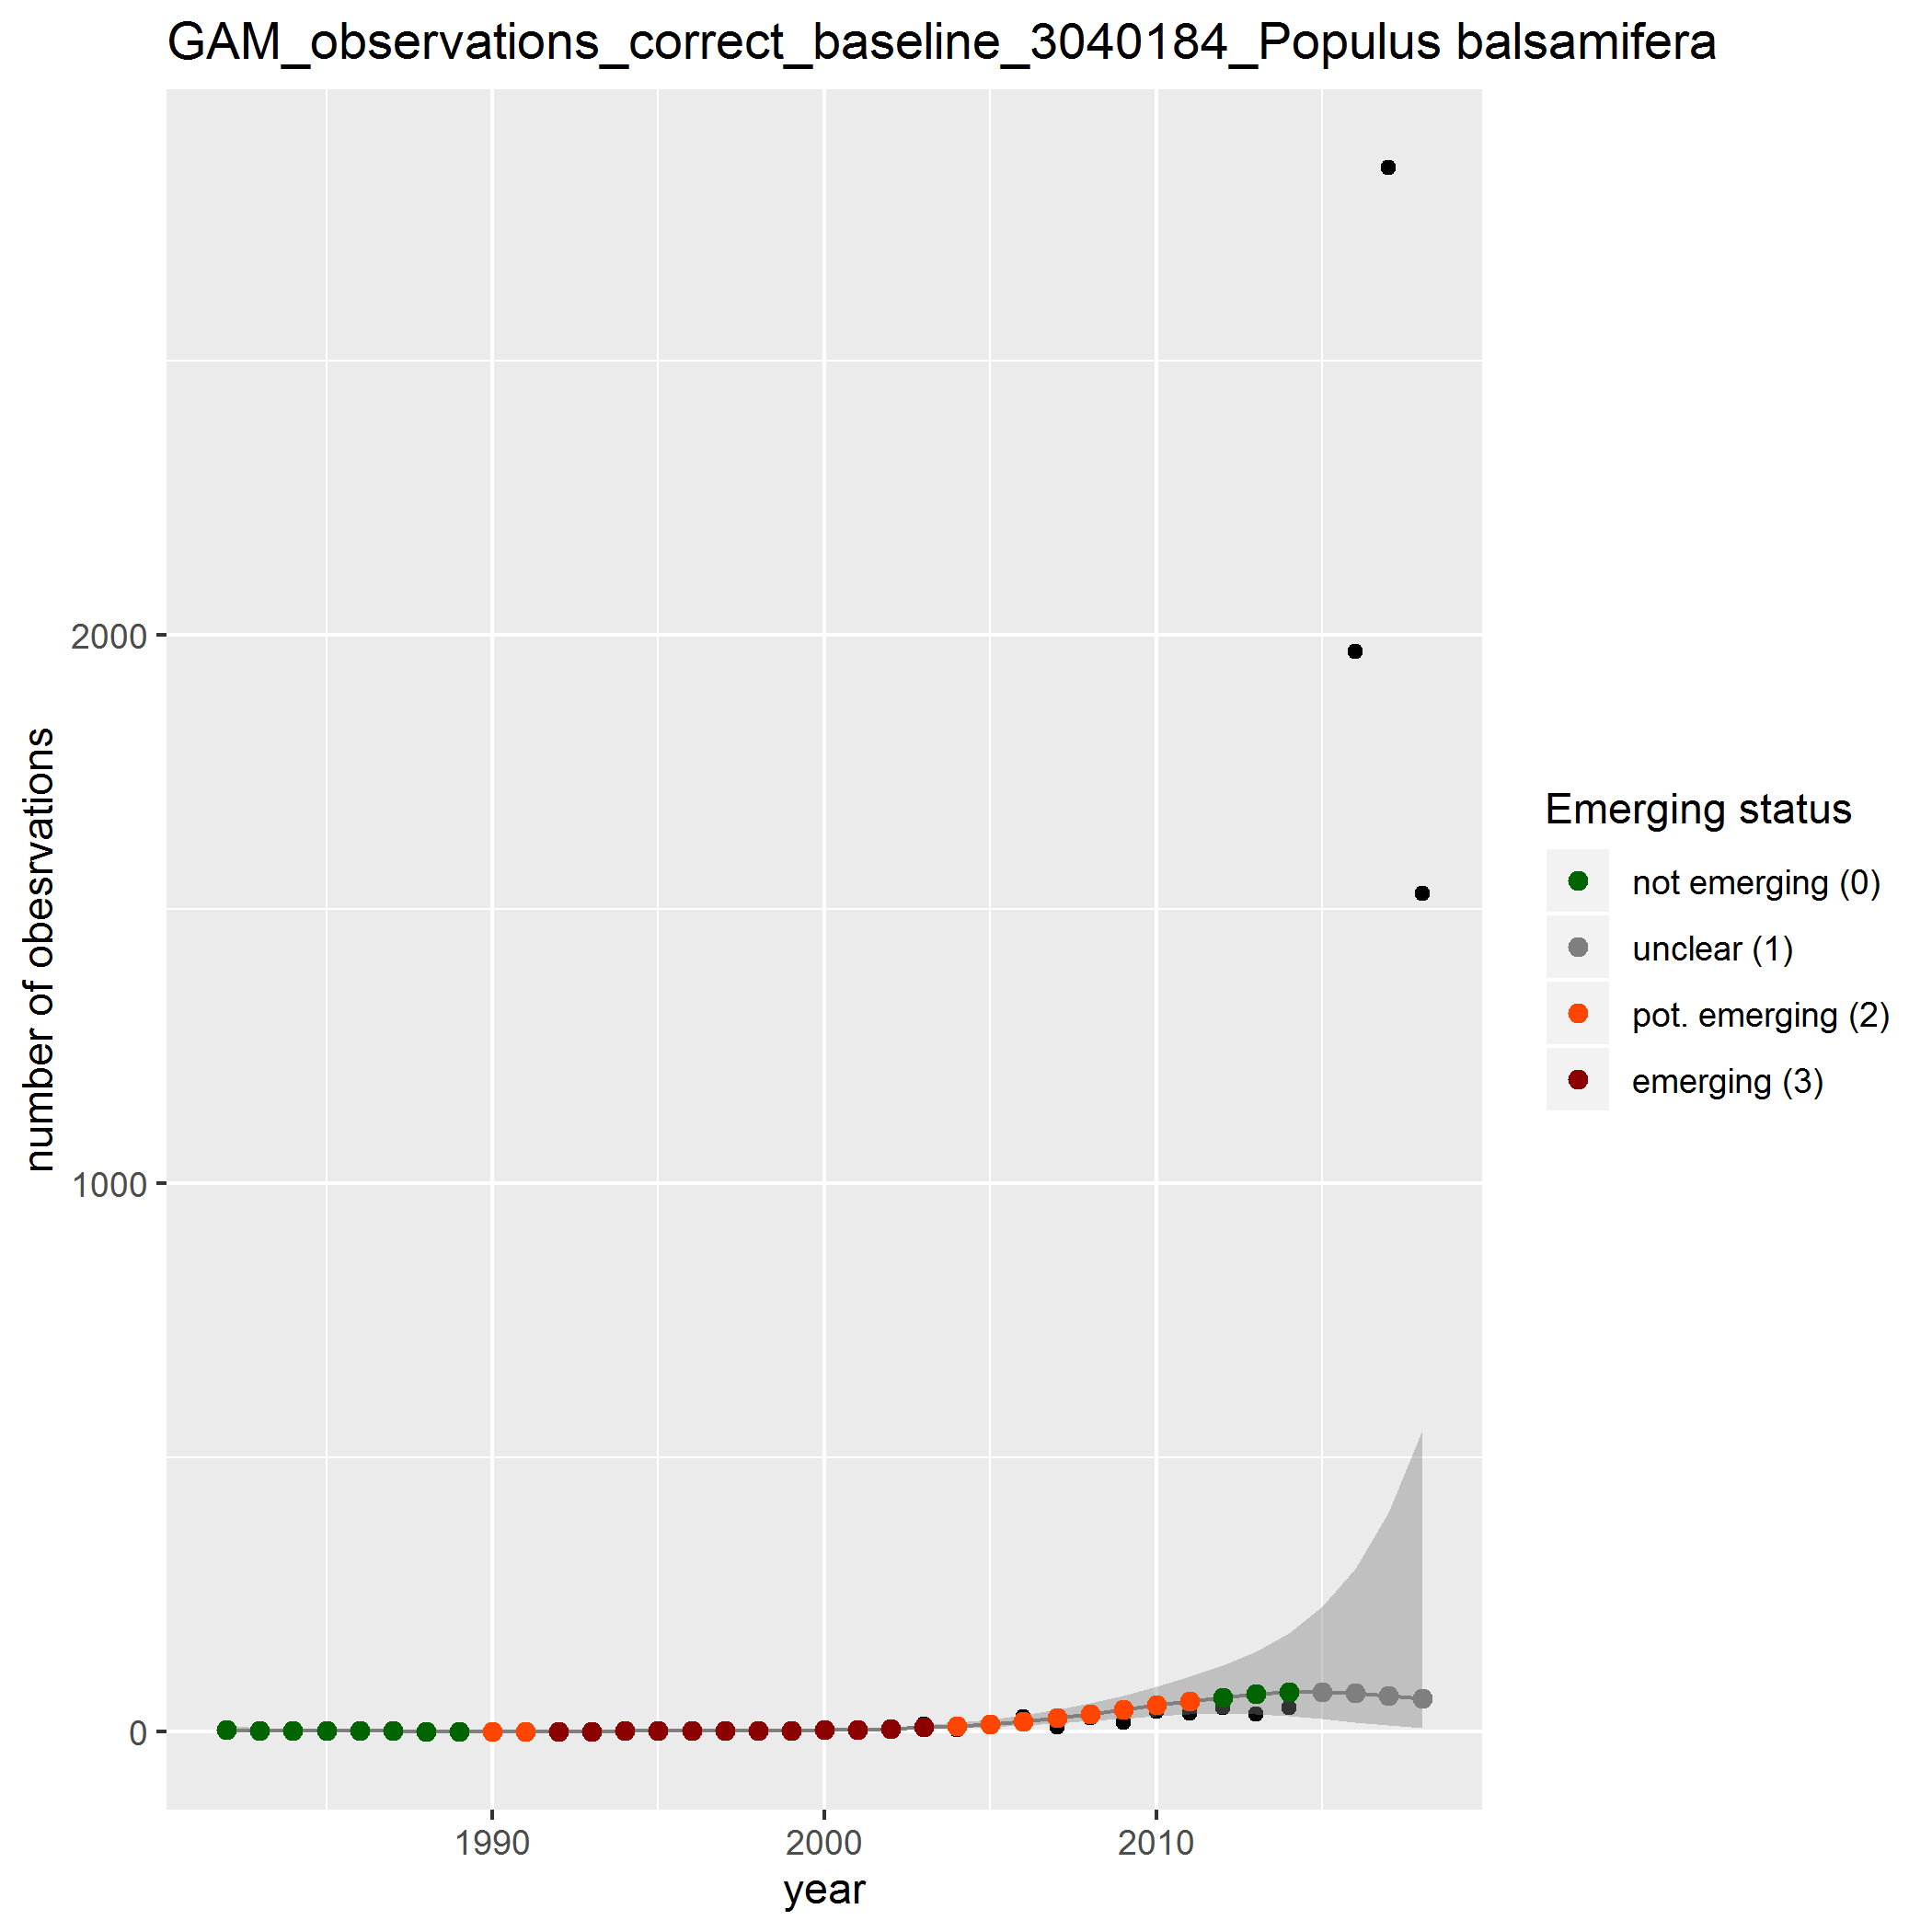 GAM_observations_correct_baseline_3040184_Populus balsamifera
number of obesrvations
2000
1000
0
1990
2000
2010
year
Emerging status
not emerging (0)
unclear (1)
pot. emerging (2)
emerging (3)